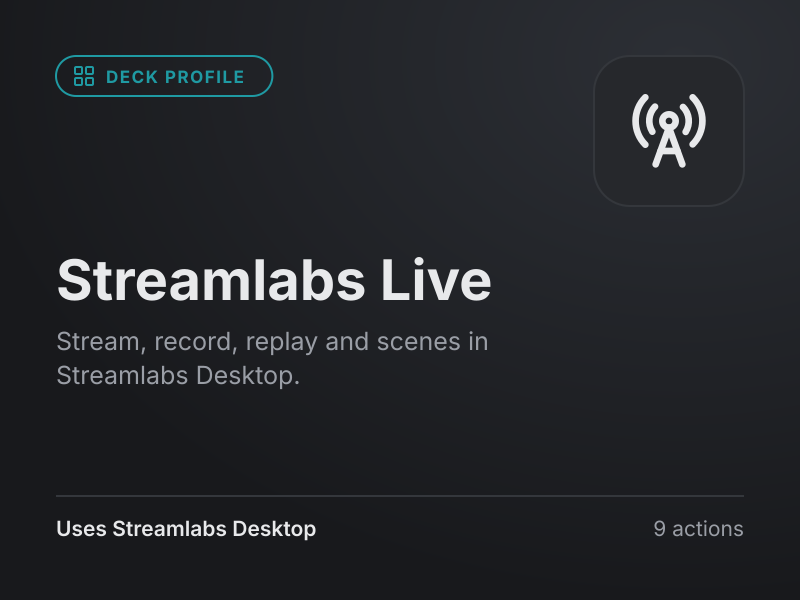 DECK PROFILE
Streamlabs Live
Stream, record, replay and scenes in
Streamlabs Desktop.
Uses Streamlabs Desktop
9 actions